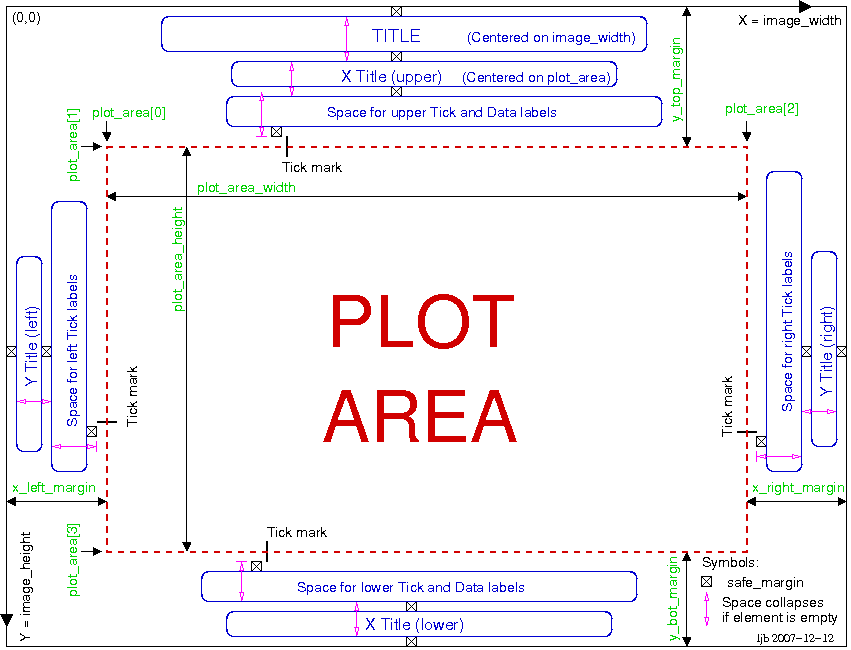 (0,0)
X = image_width
TITLE (Centered on image_width)
X Title (upper) (Centered on plot_area)
Space for upper Tick and Data labels
y_top_margin
plot_area[0]
plot_area[1]
plot_area[2]
Tick mark
plot_area_width
plot_area_height
Y Title (left)
Space for left Tick labels
Tick mark
PLOT
AREA
Tick mark
Space for right Tick labels
Y Title (right)
x_left_margin
x_right_margin
plot_area[3]
Y = image_height
Tick mark
Space for lower Tick and Data labels
X Title (lower)
y_bot_margin
Symbols:
safe_margin
Space collapses
if element is empty
ljb 2007-12-12